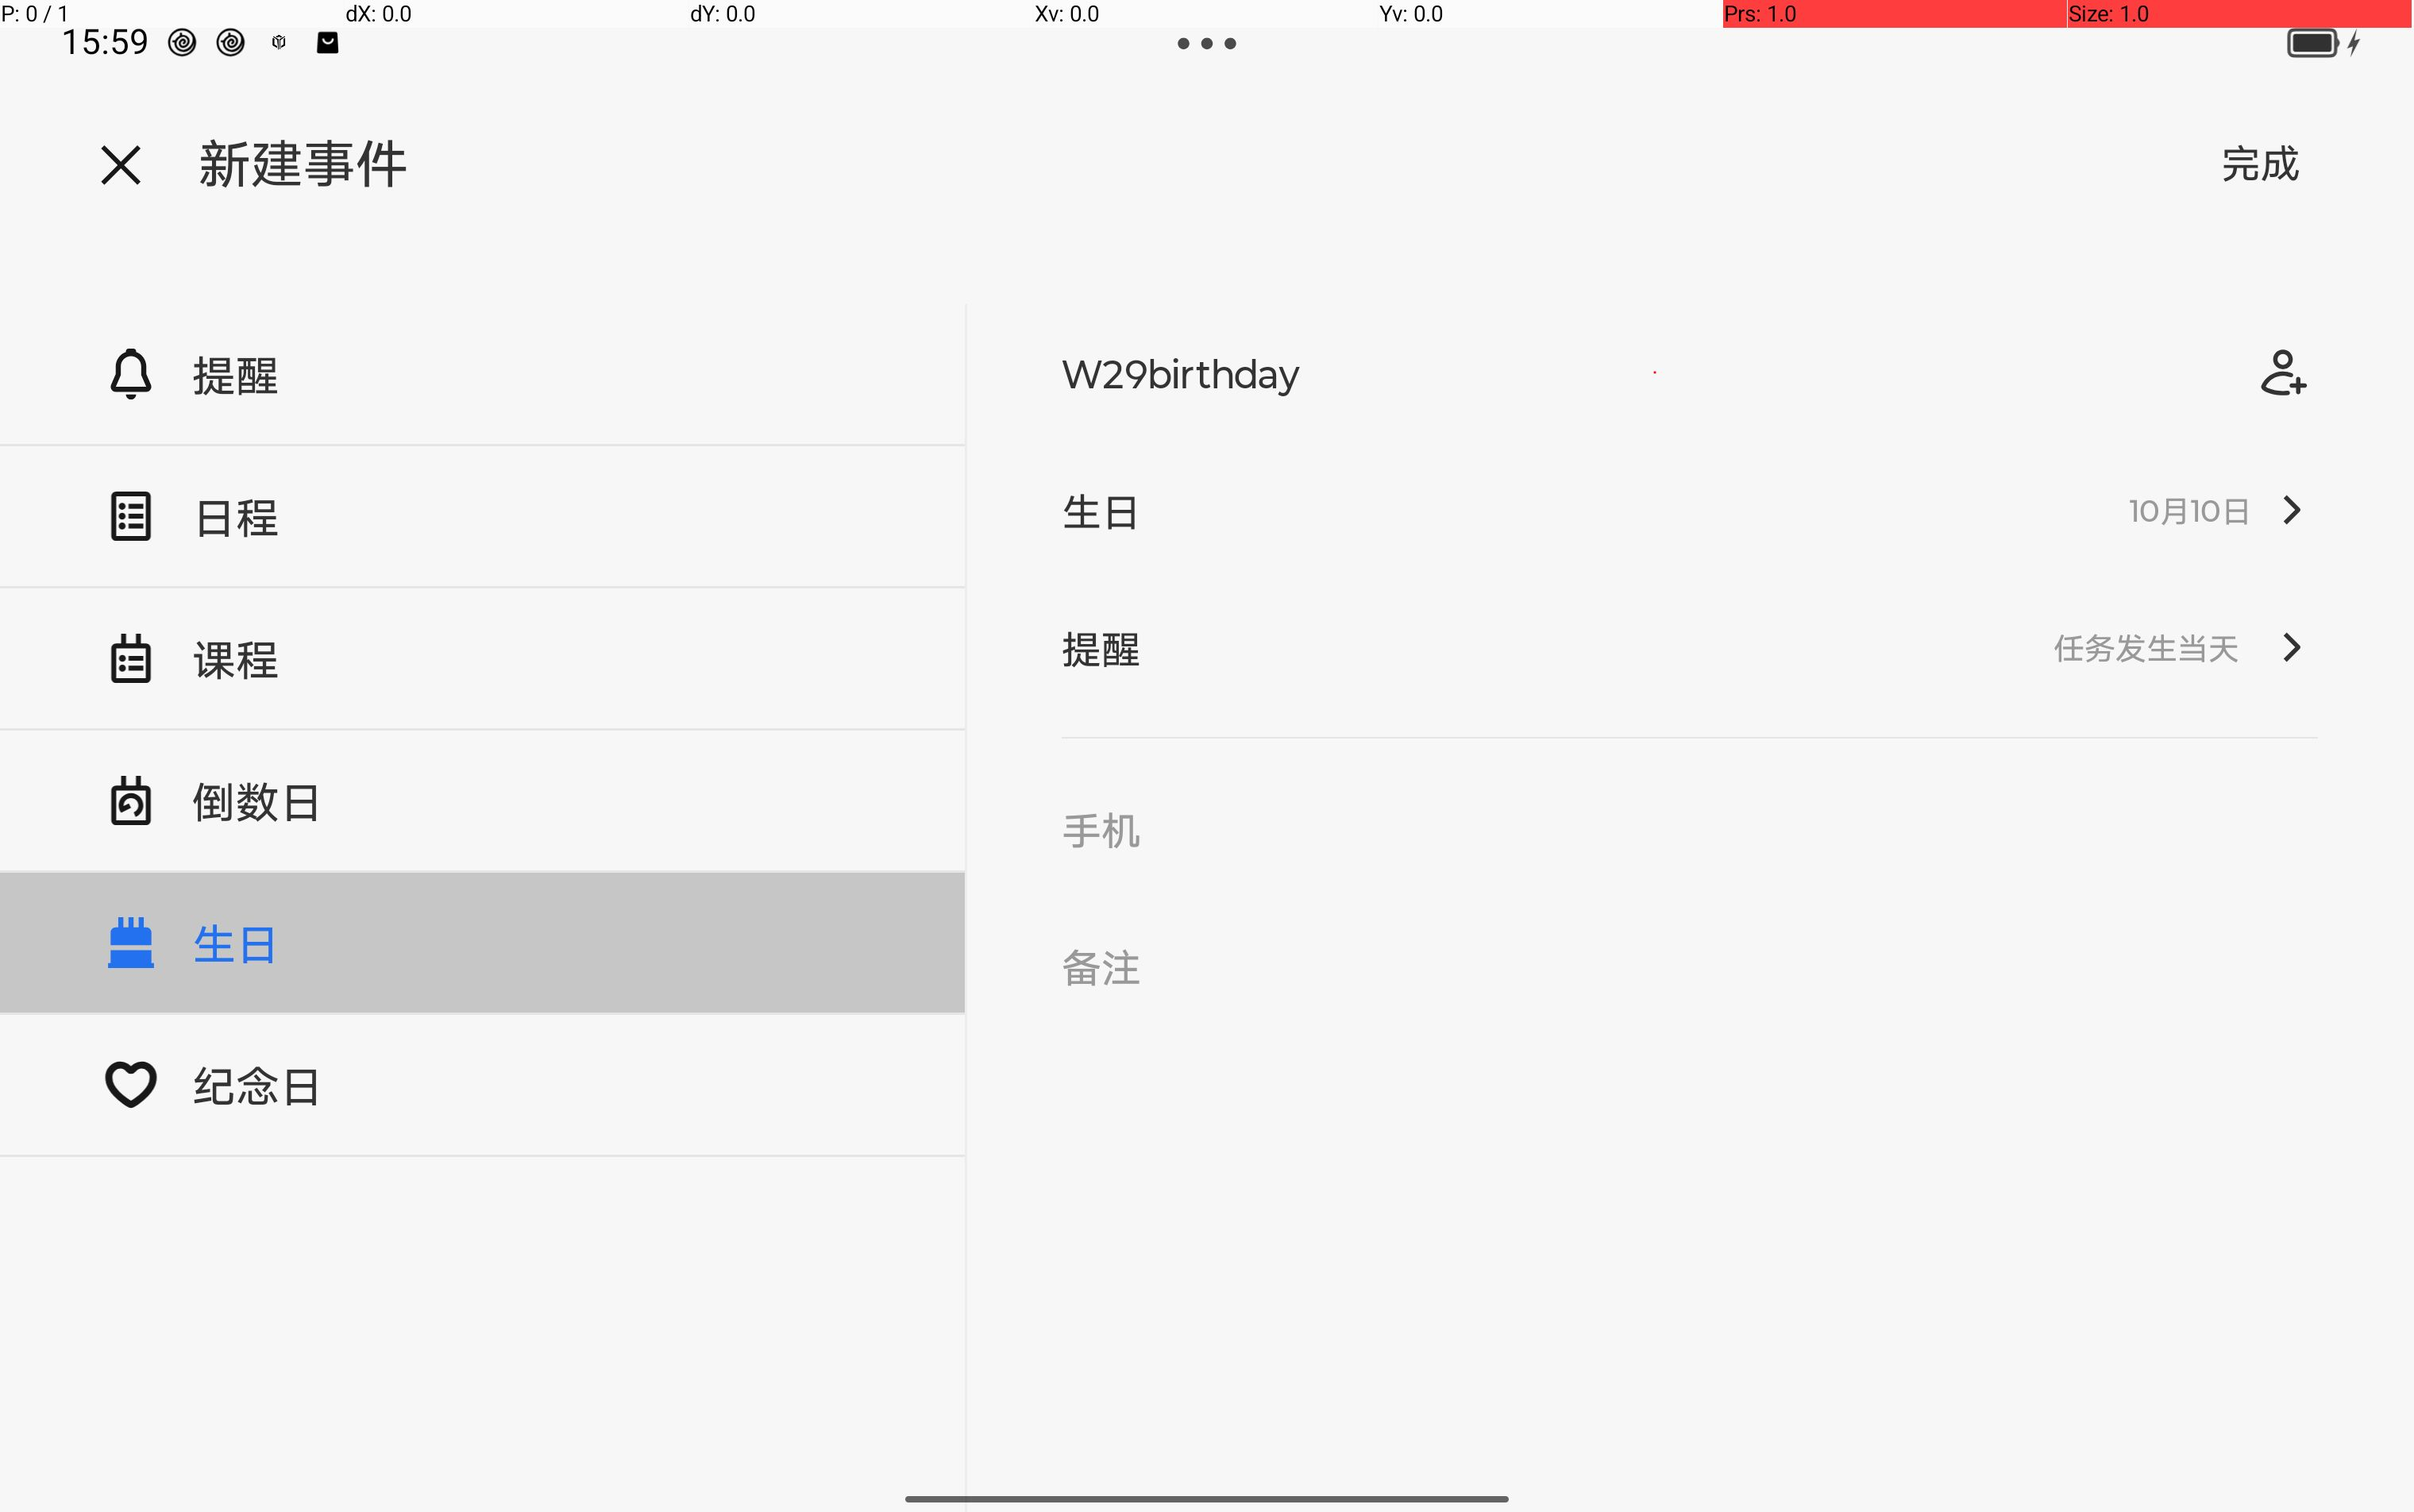 P: 0 / 1 dX: 0.0 dY: 0.0 Xv: 0.0 Yv: 0.0 Prs: 1.0 Size: 1.0
15:59
新建事件 完成
提醒
日程
课程
倒数日
生日
纪念日
W29birthday
生日 10月10日
提醒 任务发生当天
手机
备注